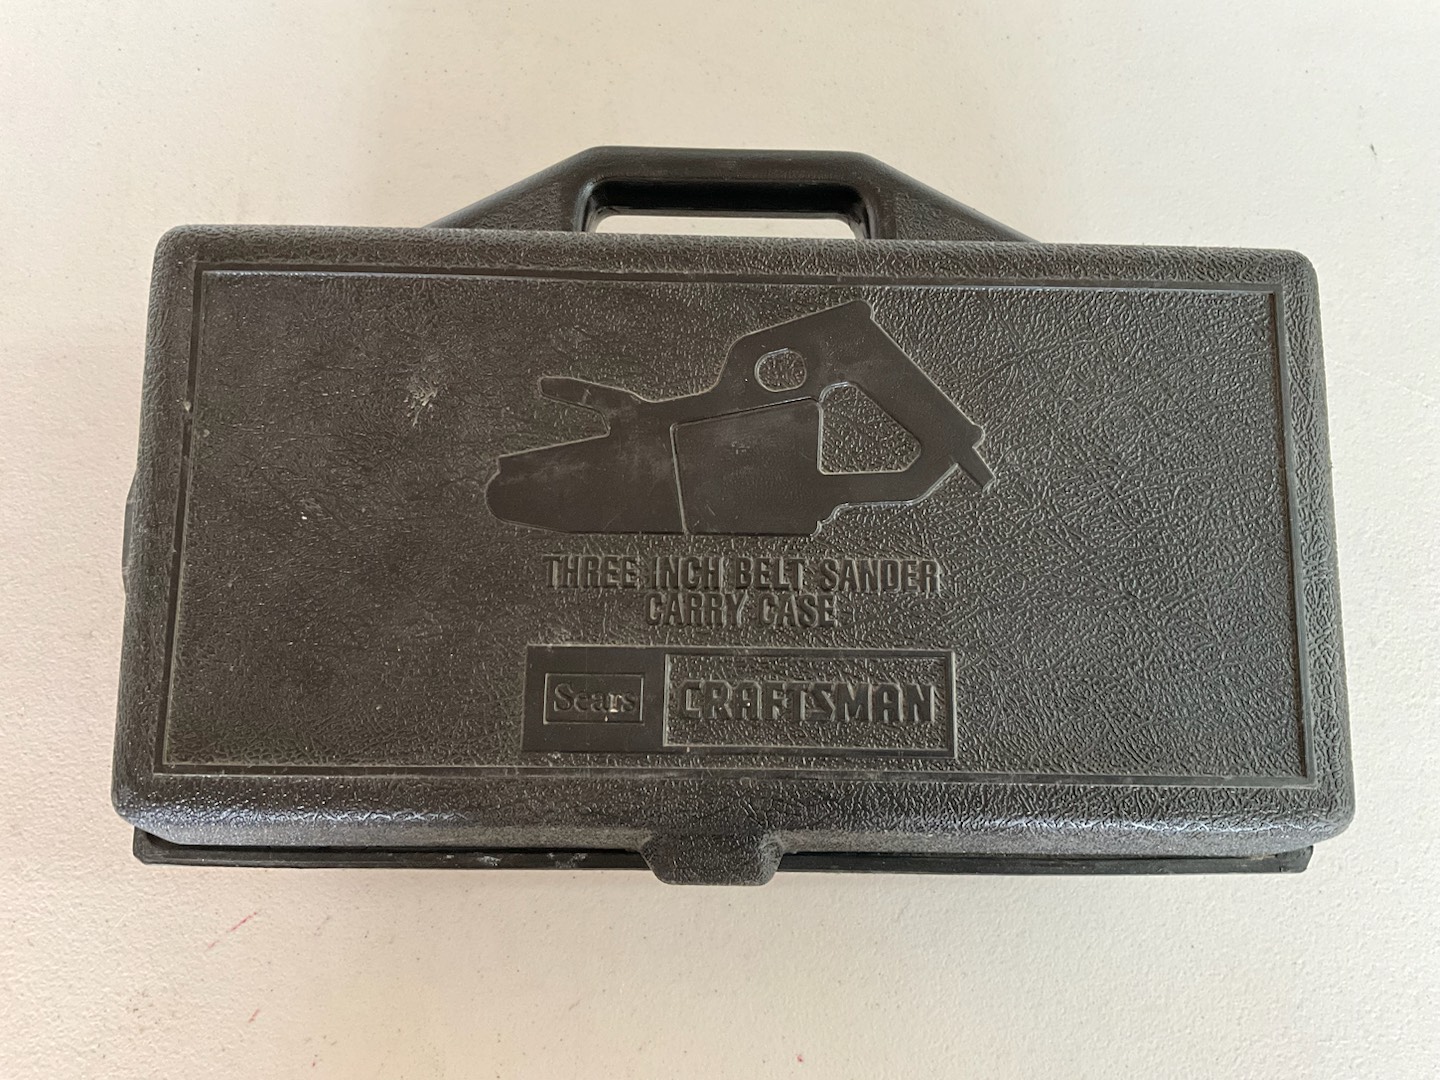 THREE INCH BELT SANDER
CARRY CASE
Sears CRAFTSMAN